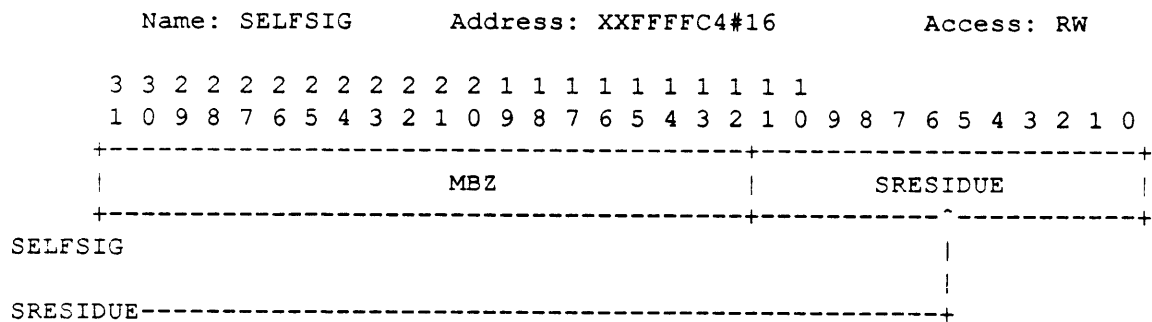 Name: SELFSIG Address: XXFFFFC4#16 Access: RW
3 3 2 2 2 2 2 2 2 2 2 2 1 1 1 1 1 1 1 1 1 1
1 0 9 8 7 6 5 4 3 2 1 0 9 8 7 6 5 4 3 2 1 0 9 8 7 6 5 4 3 2 1 0
+---------------------------------------+-----------------------+
| MBZ | SRESIDUE |
+---------------------------------------+-----------^-----------+
SELFSIG |
|
SRESIDUE--------------------------------------------------+